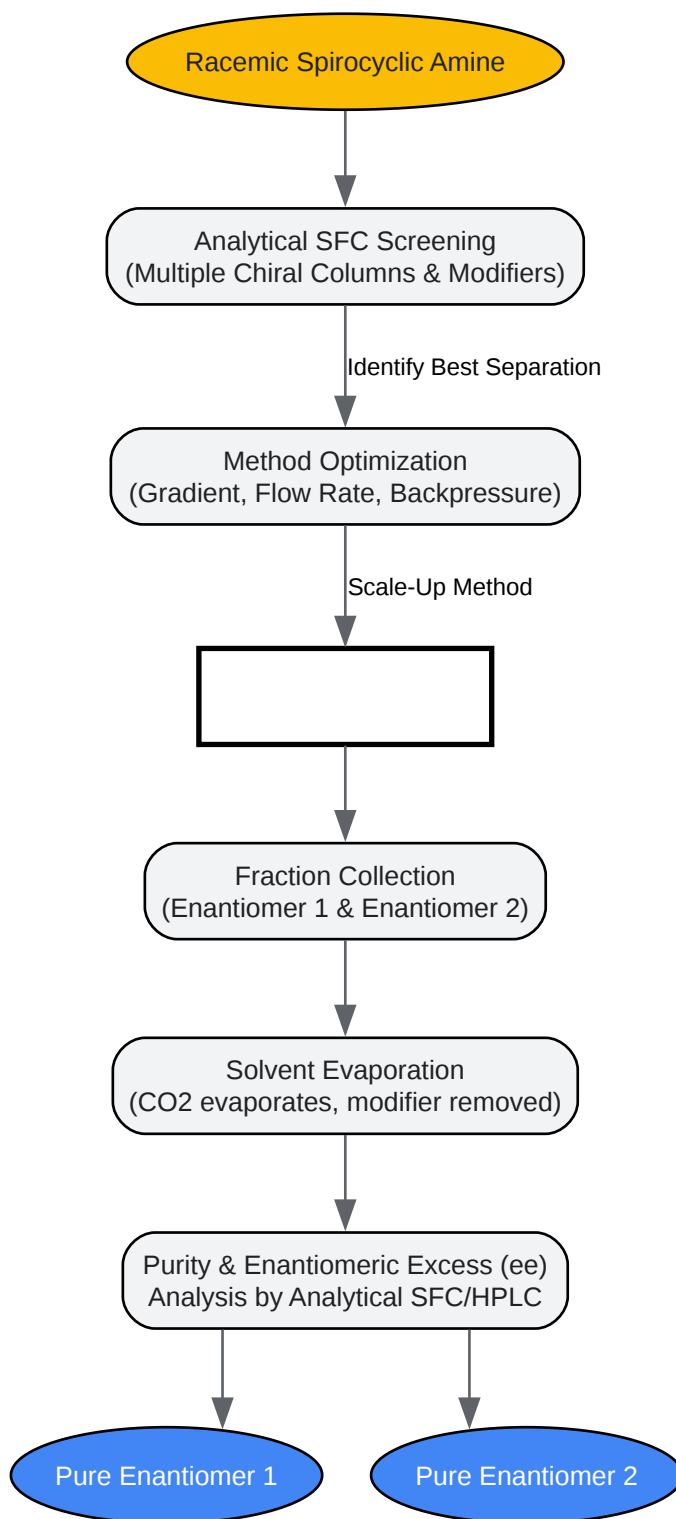 Racemic Spirocyclic Amine
Analytical SFC Screening
(Multiple Chiral Columns & Modifiers)
Identify Best Separation
Method Optimization
(Gradient, Flow Rate, Backpressure)
Scale-Up Method
Fraction Collection
(Enantiomer 1 & Enantiomer 2)
Solvent Evaporation
(CO2 evaporates, modifier removed)
Purity & Enantiomeric Excess (ee)
Analysis by Analytical SFC/HPLC
Pure Enantiomer 1
Pure Enantiomer 2